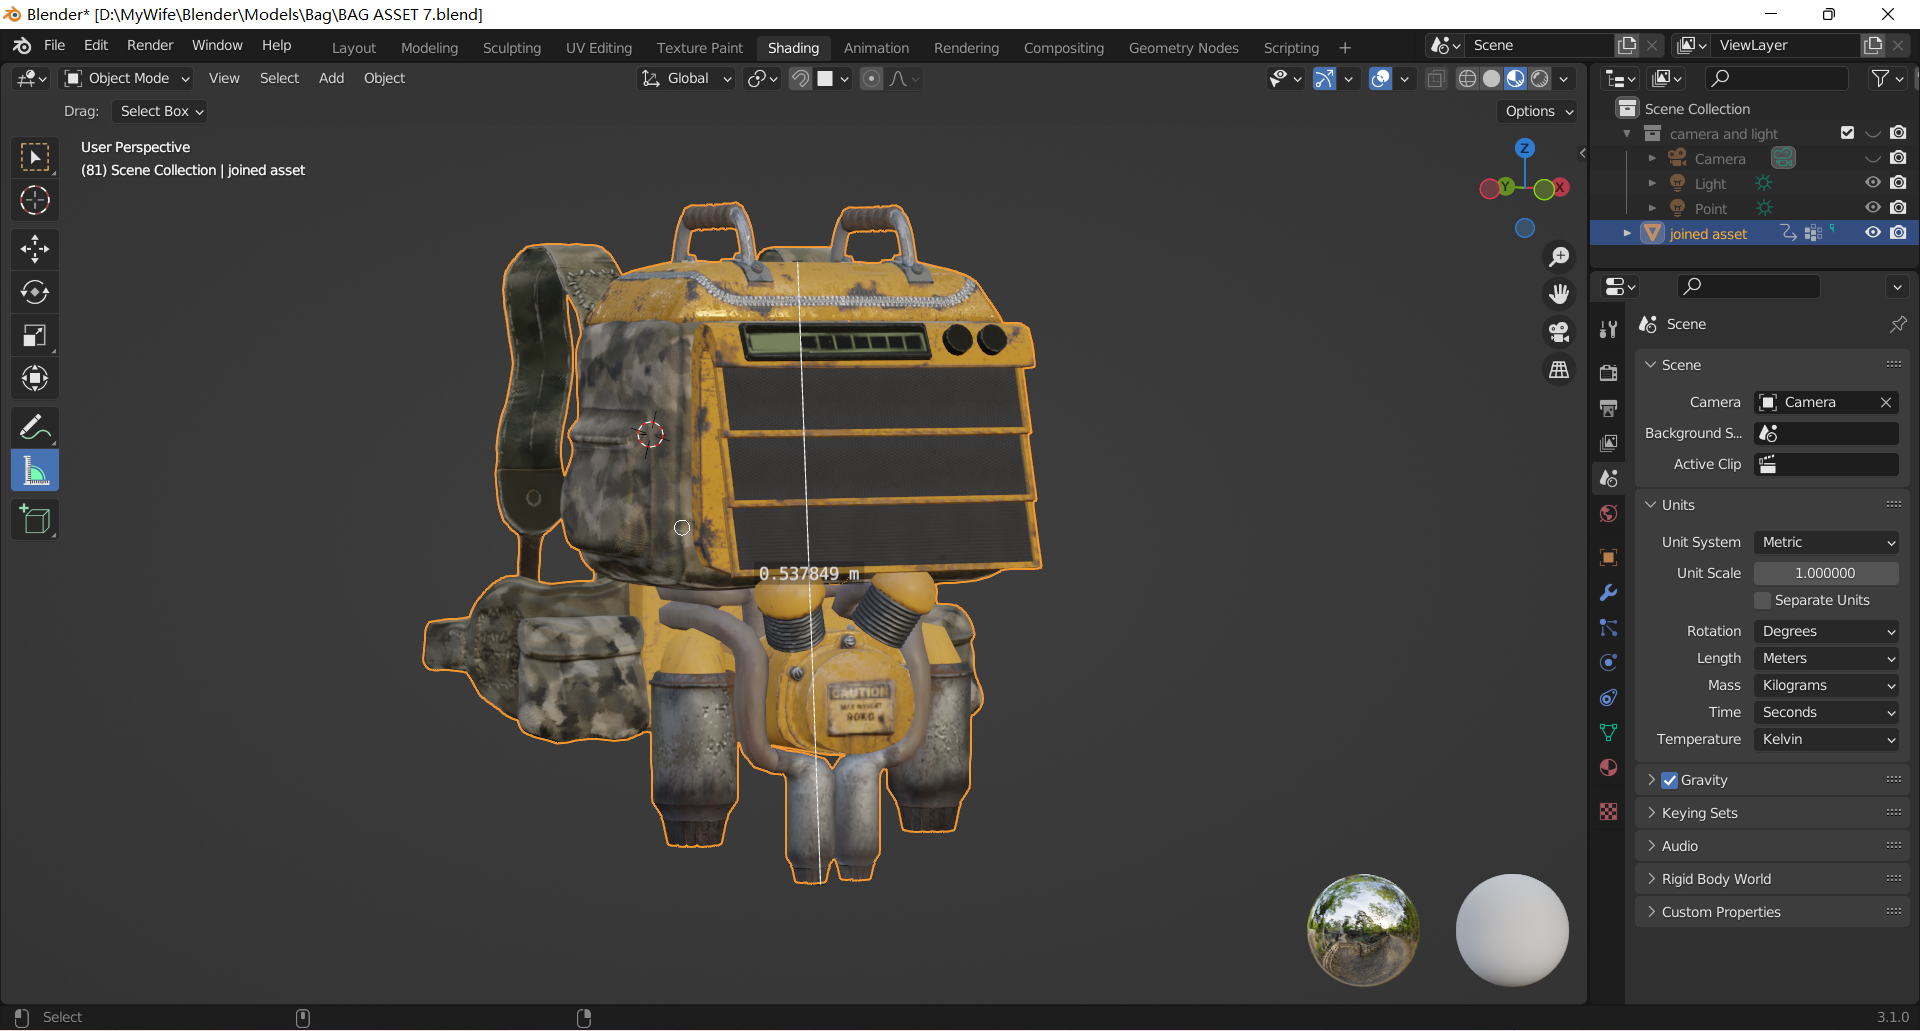 Blender* [D:\MyWife\Blender\Models\Bag\BAG ASSET 7.blend]
File Edit Render Window Help Layout Modeling Sculpting UV Editing Texture Paint Shading Animation Rendering Compositing Geometry Nodes Scripting + Scene ViewLayer
Object Mode View Select Add Object Global
Drag: Select Box Options
User Perspective
(81) Scene Collection | joined asset
Z
Y X
0.537849 m
CAUTION
MAX WEIGHT
90KG
Scene Collection
camera and light
Camera
Light
Point
joined asset
Scene
Scene
Camera Camera
Background S...
Active Clip
Units
Unit System Metric
Unit Scale 1.000000
Separate Units
Rotation Degrees
Length Meters
Mass Kilograms
Time Seconds
Temperature Kelvin
Gravity
Keying Sets
Audio
Rigid Body World
Custom Properties
Select 3.1.0